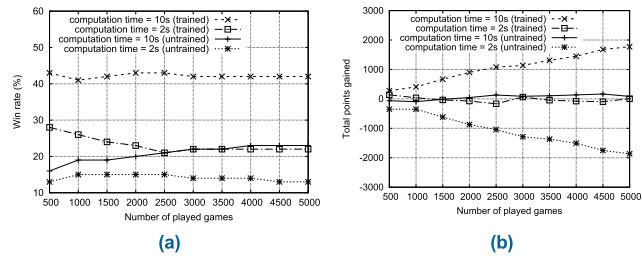 60
50
40
30
20
10
Win rate (%)
computation time = 10s (trained)
computation time = 2s (trained)
computation time = 10s (untrained)
computation time = 2s (untrained)
500 1000 1500 2000 2500 3000 3500 4000 4500 5000
Number of played games
(a)
3000
2000
1000
0
-1000
-2000
-3000
Total points gained
computation time = 10s (trained)
computation time = 2s (trained)
computation time = 10s (untrained)
computation time = 2s (untrained)
500 1000 1500 2000 2500 3000 3500 4000 4500 5000
Number of played games
(b)